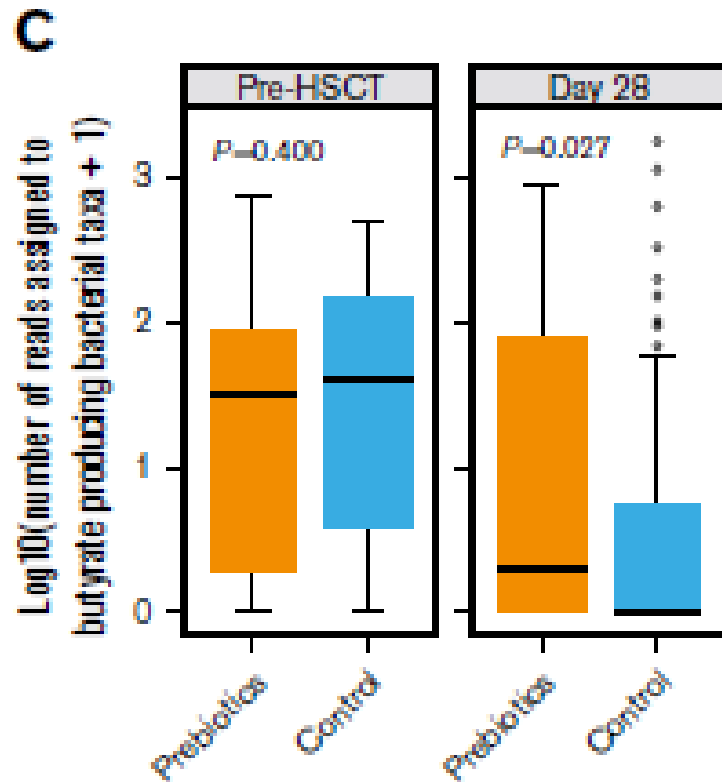 C
Pre-HSCT
Day 28
Log10(number of reads assigned to
butyrate producing bacterial taxa + 1)
P=0.400
P=0.027
3
2
1
0
Prebiotics
Control
Prebiotics
Control